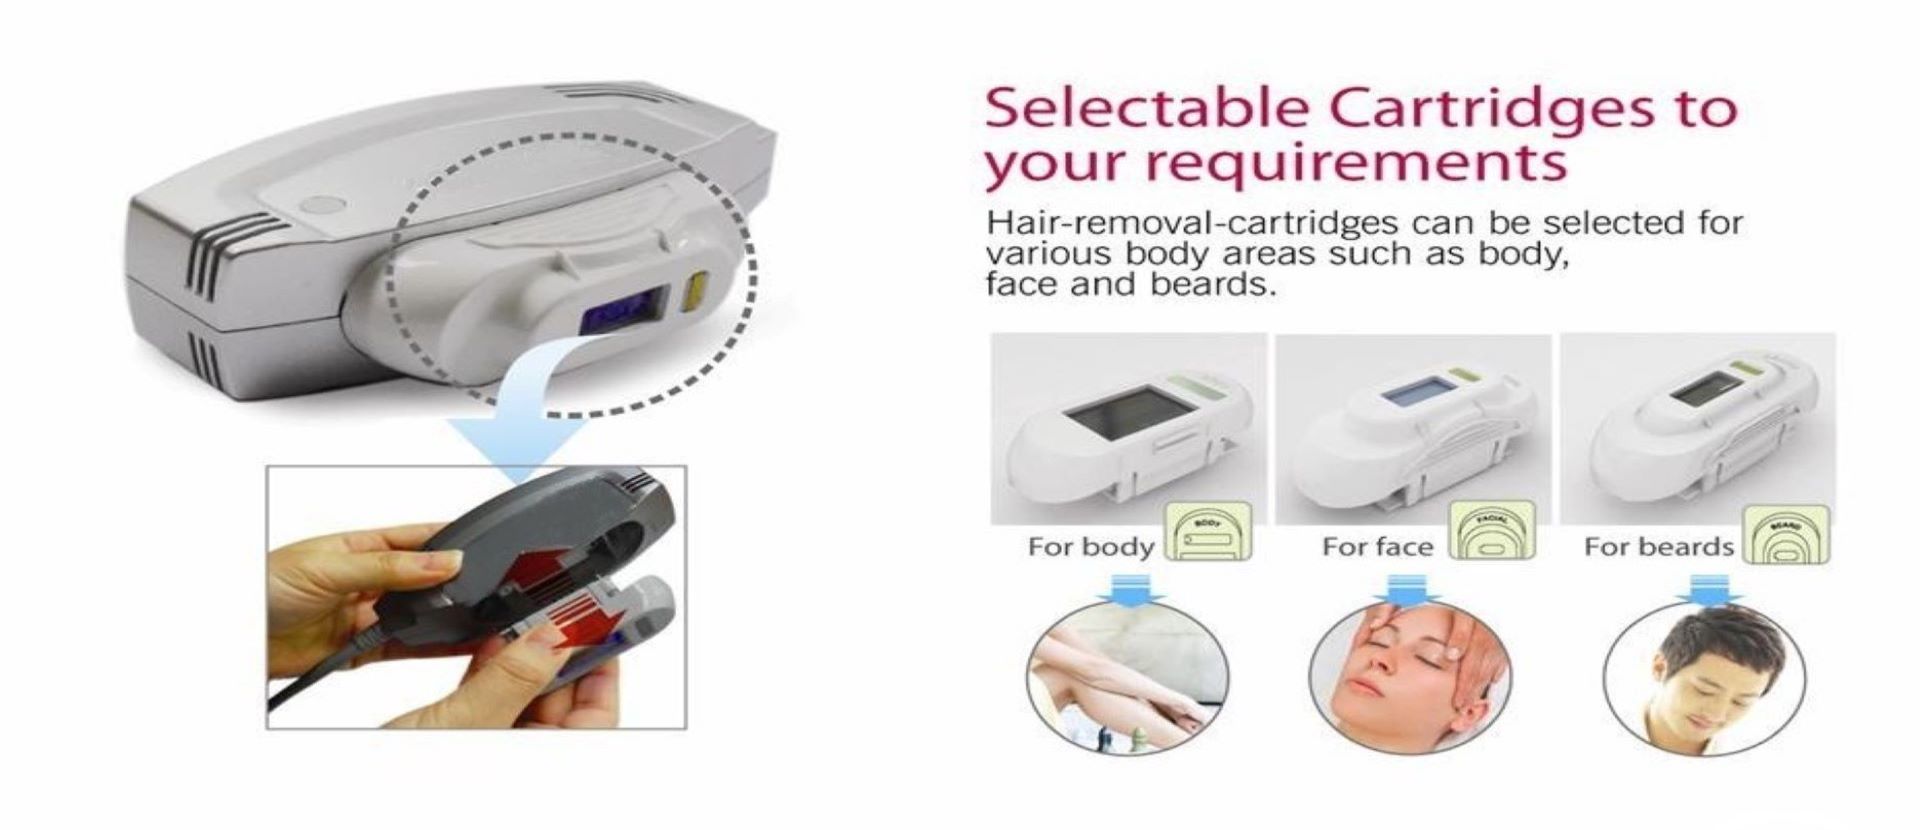 Selectable Cartridges to
your requirements
Hair-removal-cartridges can be selected for
various body areas such as body,
face and beards.
For body
BODY
For face
FACIAL
For beards
BEARD